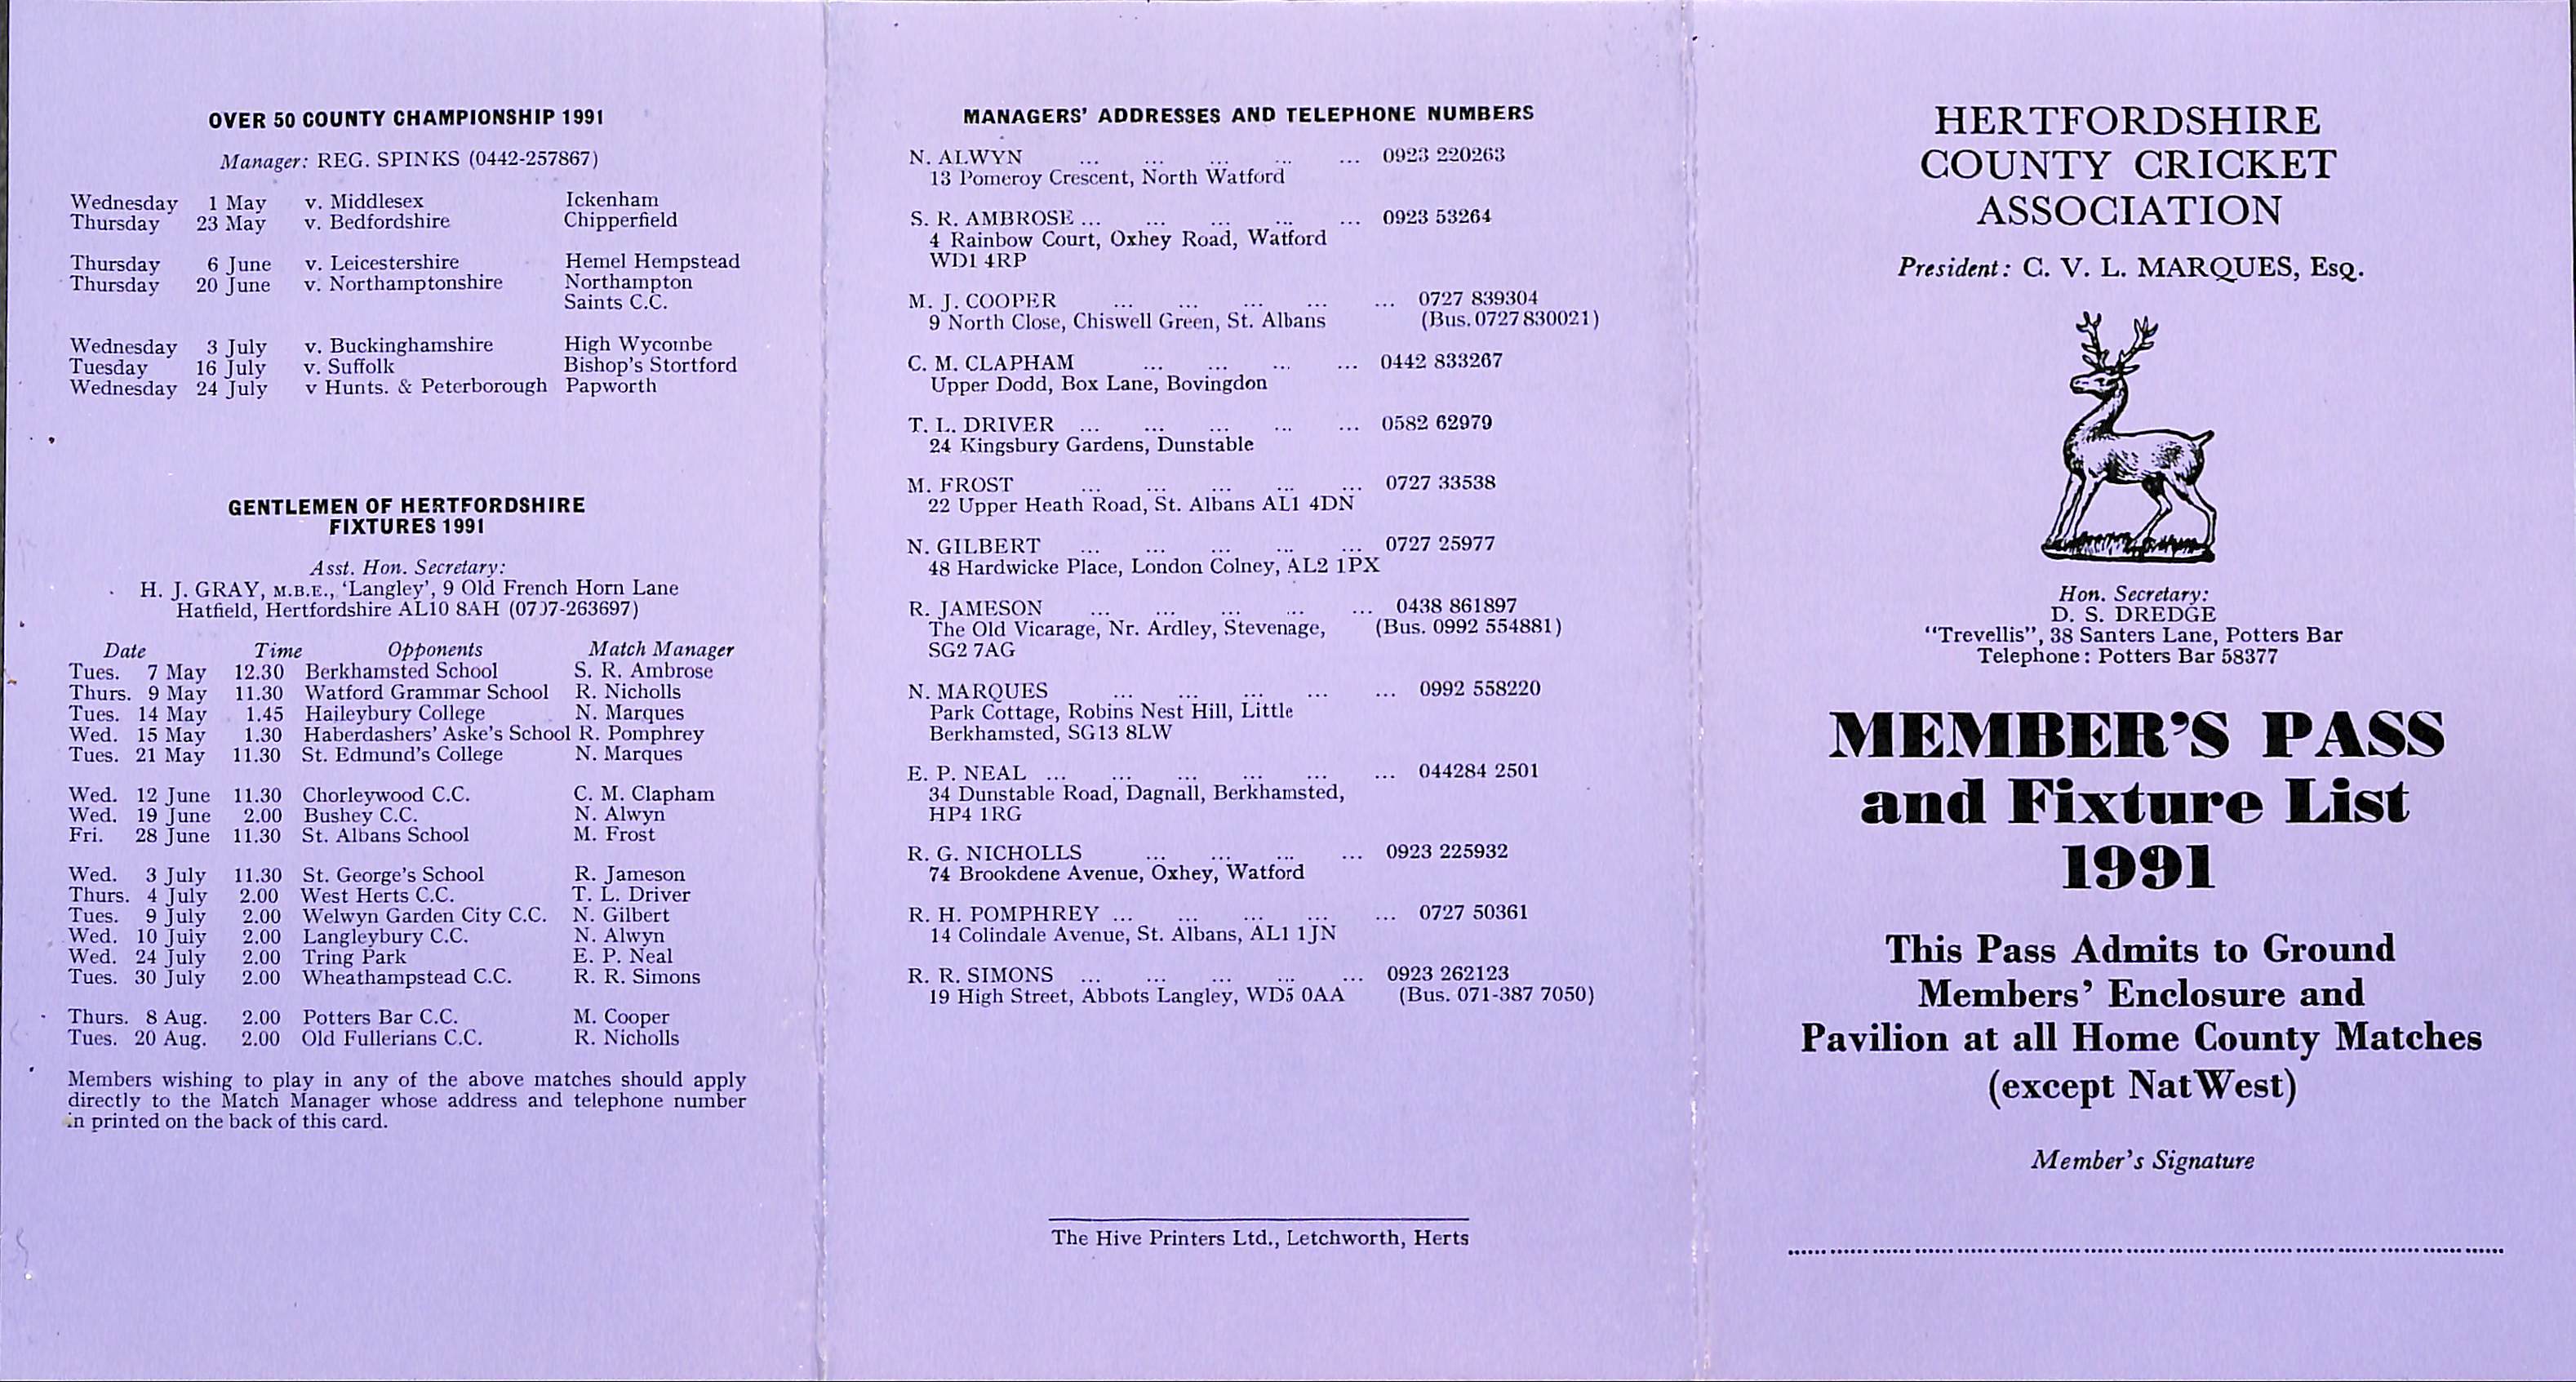 OVER 50 COUNTY CHAMPIONSHIP 1991
Manager: REG. SPINKS (0442-257867)
Wednesday 1 May v. Middlesex Ickenham
Thursday 23 May v. Bedfordshire Chipperfield
Thursday 6 June v. Leicestershire Hemel Hempstead
Thursday 20 June v. Northamptonshire Northampton
Saints C.C.
Wednesday 3 July v. Buckinghamshire High Wycombe
Tuesday 16 July v. Suffolk Bishop's Stortford
Wednesday 24 July v Hunts. & Peterborough Papworth
GENTLEMEN OF HERTFORDSHIRE
FIXTURES 1991
Asst. Hon. Secretary:
H. J. GRAY, M.B.E., 'Langley', 9 Old French Horn Lane
Hatfield, Hertfordshire AL10 8AH (0707-263697)
Date Time Opponents Match Manager
Tues. 7 May 12.30 Berkhamsted School S. R. Ambrose
Thurs. 9 May 11.30 Watford Grammar School R. Nicholls
Tues. 14 May 1.45 Haileybury College N. Marques
Wed. 15 May 1.30 Haberdashers' Aske's School R. Pomphrey
Tues. 21 May 11.30 St. Edmund's College N. Marques
Wed. 12 June 11.30 Chorleywood C.C. C. M. Clapham
Wed. 19 June 2.00 Bushey C.C. N. Alwyn
Fri. 28 June 11.30 St. Albans School M. Frost
Wed. 3 July 11.30 St. George's School R. Jameson
Thurs. 4 July 2.00 West Herts C.C. T. L. Driver
Tues. 9 July 2.00 Welwyn Garden City C.C. N. Gilbert
Wed. 10 July 2.00 Langleybury C.C. N. Alwyn
Wed. 24 July 2.00 Tring Park E. P. Neal
Tues. 30 July 2.00 Wheathampstead C.C. R. R. Simons
Thurs. 8 Aug. 2.00 Potters Bar C.C. M. Cooper
Tues. 20 Aug. 2.00 Old Fullerians C.C. R. Nicholls
Members wishing to play in any of the above matches should apply
directly to the Match Manager whose address and telephone number
in printed on the back of this card.
MANAGERS' ADDRESSES AND TELEPHONE NUMBERS
N. ALWYN ... ... ... ... ... 0923 220263
13 Pomeroy Crescent, North Watford
S. R. AMBROSE ... ... ... ... ... 0923 53264
4 Rainbow Court, Oxhey Road, Watford
WD1 4RP
M. J. COOPER ... ... ... ... ... 0727 839304
9 North Close, Chiswell Green, St. Albans (Bus. 0727 830021)
C. M. CLAPHAM ... ... ... ... 0442 833267
Upper Dodd, Box Lane, Bovingdon
T. L. DRIVER ... ... ... ... ... 0582 62979
24 Kingsbury Gardens, Dunstable
M. FROST ... ... ... ... ... 0727 33538
22 Upper Heath Road, St. Albans AL1 4DN
N. GILBERT ... ... ... ... ... 0727 25977
48 Hardwicke Place, London Colney, AL2 1PX
R. JAMESON ... ... ... ... ... 0438 861897
The Old Vicarage, Nr. Ardley, Stevenage, (Bus. 0992 554881)
SG2 7AG
N. MARQUES ... ... ... ... ... 0992 558220
Park Cottage, Robins Nest Hill, Little
Berkhamsted, SG13 8LW
E. P. NEAL ... ... ... ... ... ... 044284 2501
34 Dunstable Road, Dagnall, Berkhamsted,
HP4 1RG
R. G. NICHOLLS ... ... ... ... 0923 225932
74 Brookdene Avenue, Oxhey, Watford
R. H. POMPHREY ... ... ... ... ... 0727 50361
14 Colindale Avenue, St. Albans, AL1 1JN
R. R. SIMONS ... ... ... ... ... 0923 262123
19 High Street, Abbots Langley, WD5 0AA (Bus. 071-387 7050)
The Hive Printers Ltd., Letchworth, Herts
HERTFORDSHIRE
COUNTY CRICKET
ASSOCIATION
President: C. V. L. MARQUES, Esq.
Hon. Secretary:
D. S. DREDGE
"Trevellis", 38 Santers Lane, Potters Bar
Telephone: Potters Bar 58377
MEMBER'S PASS
and Fixture List
1991
This Pass Admits to Ground
Members' Enclosure and
Pavilion at all Home County Matches
(except NatWest)
Member's Signature